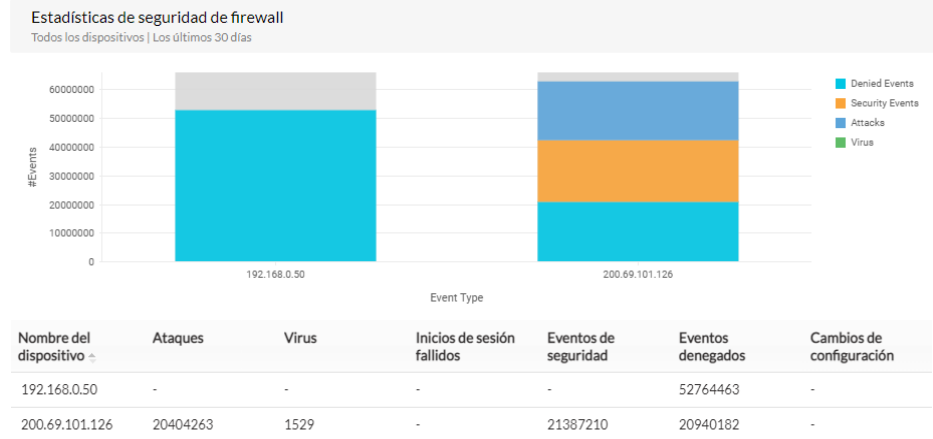 Estadísticas de seguridad de firewall
Todos los dispositivos | Los últimos 30 días
60000000
50000000
40000000
30000000
20000000
10000000
0
#Events
192.168.0.50
200.69.101.126
Event Type
Denied Events
Security Events
Attacks
Virus
Nombre del dispositivo Ataques Virus Inicios de sesión fallidos Eventos de seguridad Eventos denegados Cambios de configuración
192.168.0.50 - - - - 52764463 -
200.69.101.126 20404263 1529 - 21387210 20940182 -